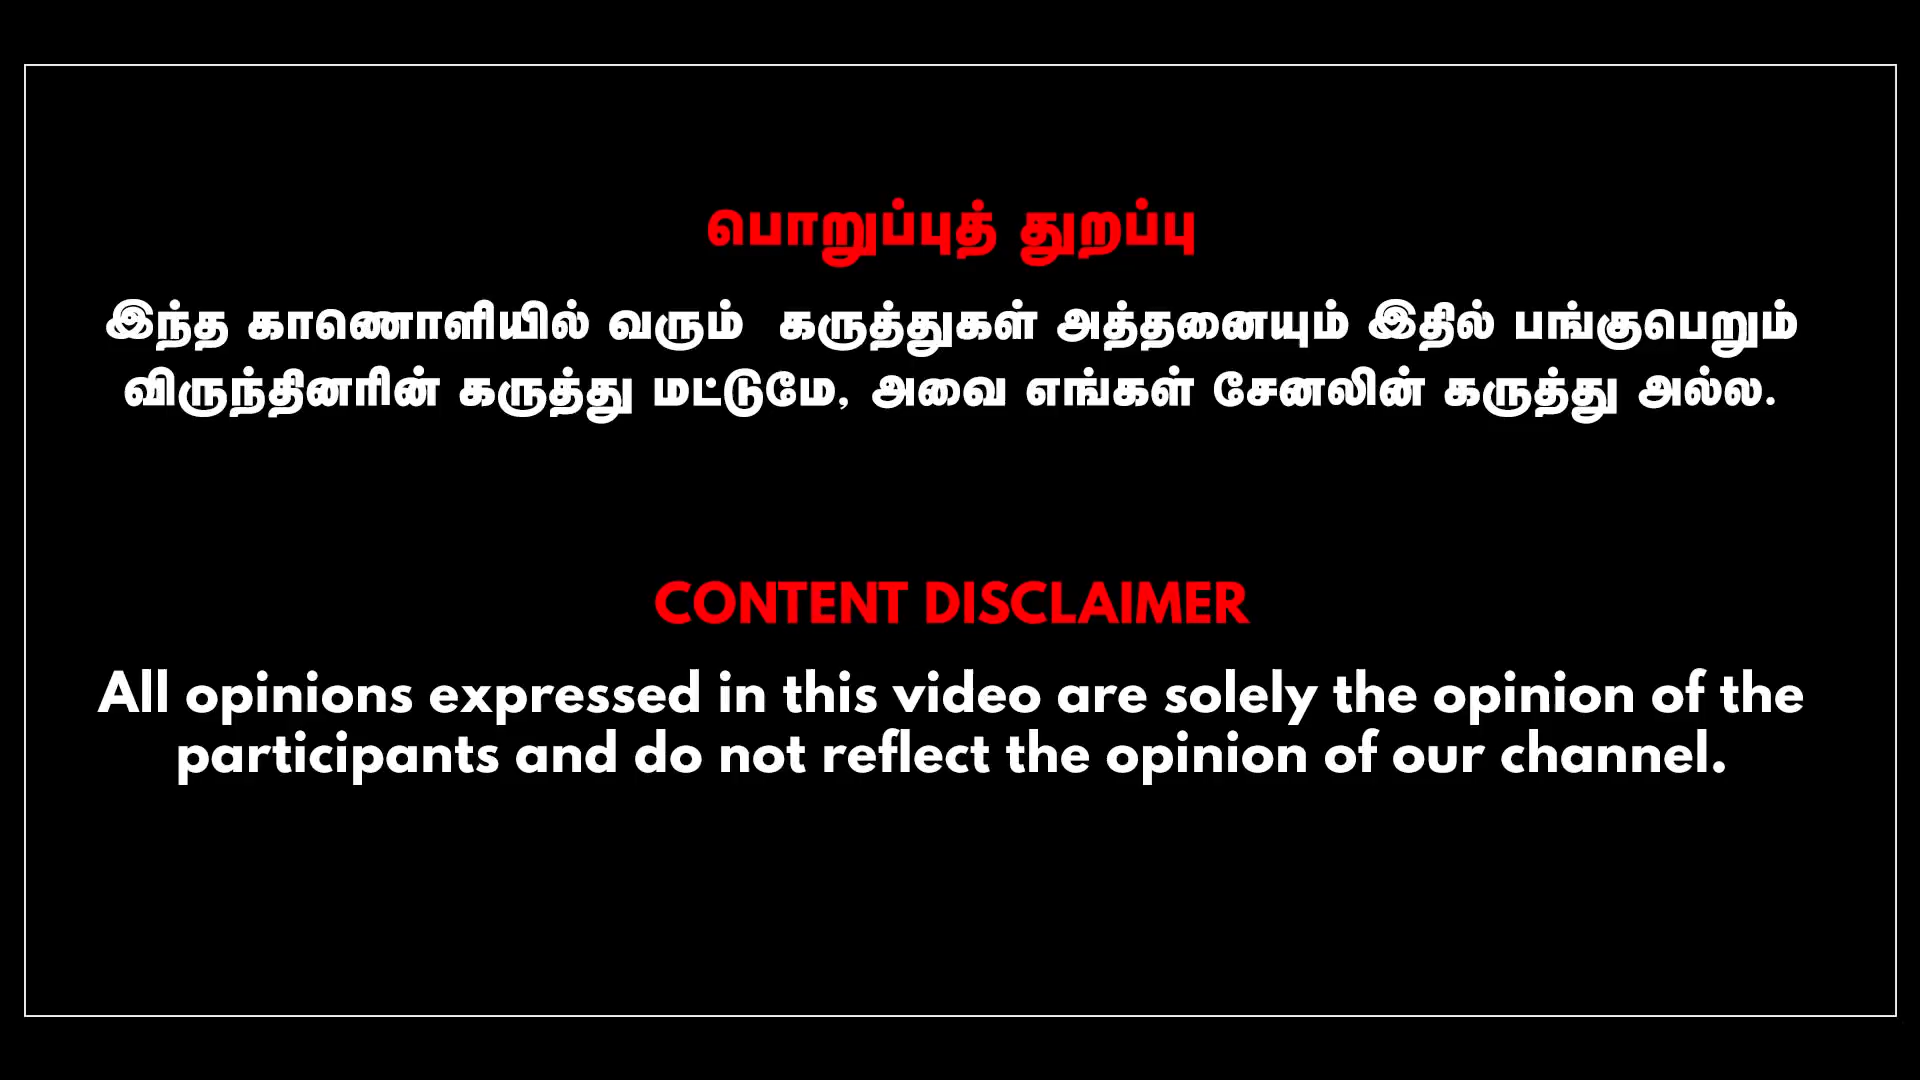 பொறுப்புத் துறப்பு
இந்த காணொளியில் வரும் கருத்துகள் அத்தனையும் இதில் பங்குபெறும்
விருந்தினரின் கருத்து மட்டுமே, அவை எங்கள் சேனலின் கருத்து அல்ல.
CONTENT DISCLAIMER
All opinions expressed in this video are solely the opinion of the
participants and do not reflect the opinion of our channel.